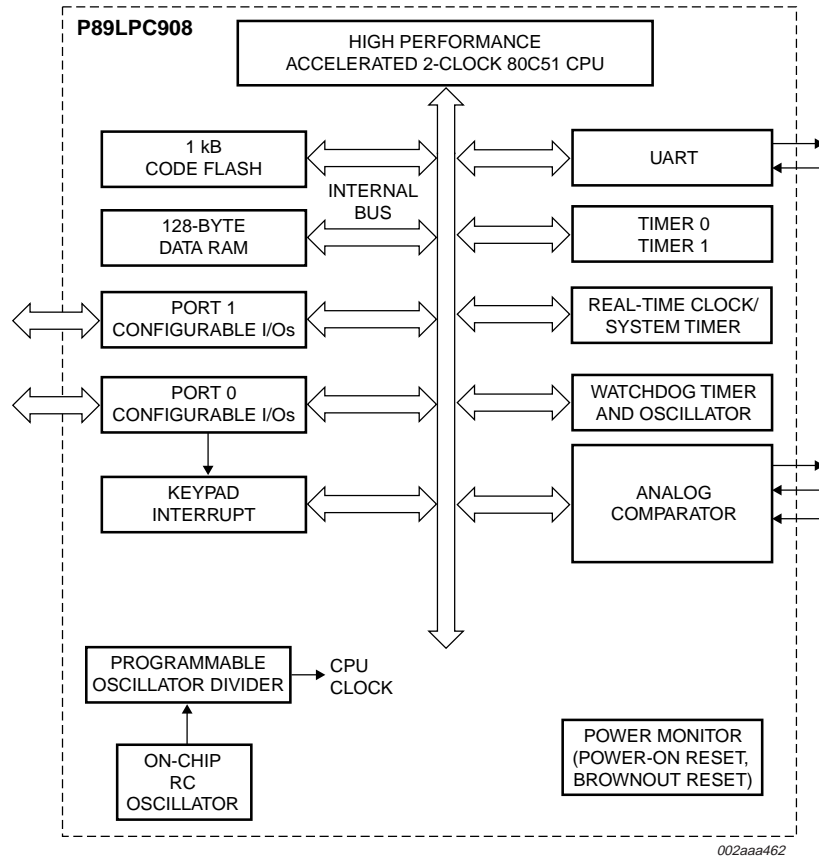 P89LPC908
HIGH PERFORMANCE
ACCELERATED 2-CLOCK 80C51 CPU
1 kB
CODE FLASH
INTERNAL
BUS
UART
128-BYTE
DATA RAM
TIMER 0
TIMER 1
PORT 1
CONFIGURABLE I/Os
REAL-TIME CLOCK/
SYSTEM TIMER
PORT 0
CONFIGURABLE I/Os
WATCHDOG TIMER
AND OSCILLATOR
KEYPAD
INTERRUPT
ANALOG
COMPARATOR
PROGRAMMABLE
OSCILLATOR DIVIDER
CPU
CLOCK
ON-CHIP
RC
OSCILLATOR
POWER MONITOR
(POWER-ON RESET,
BROWNOUT RESET)
002aaa462